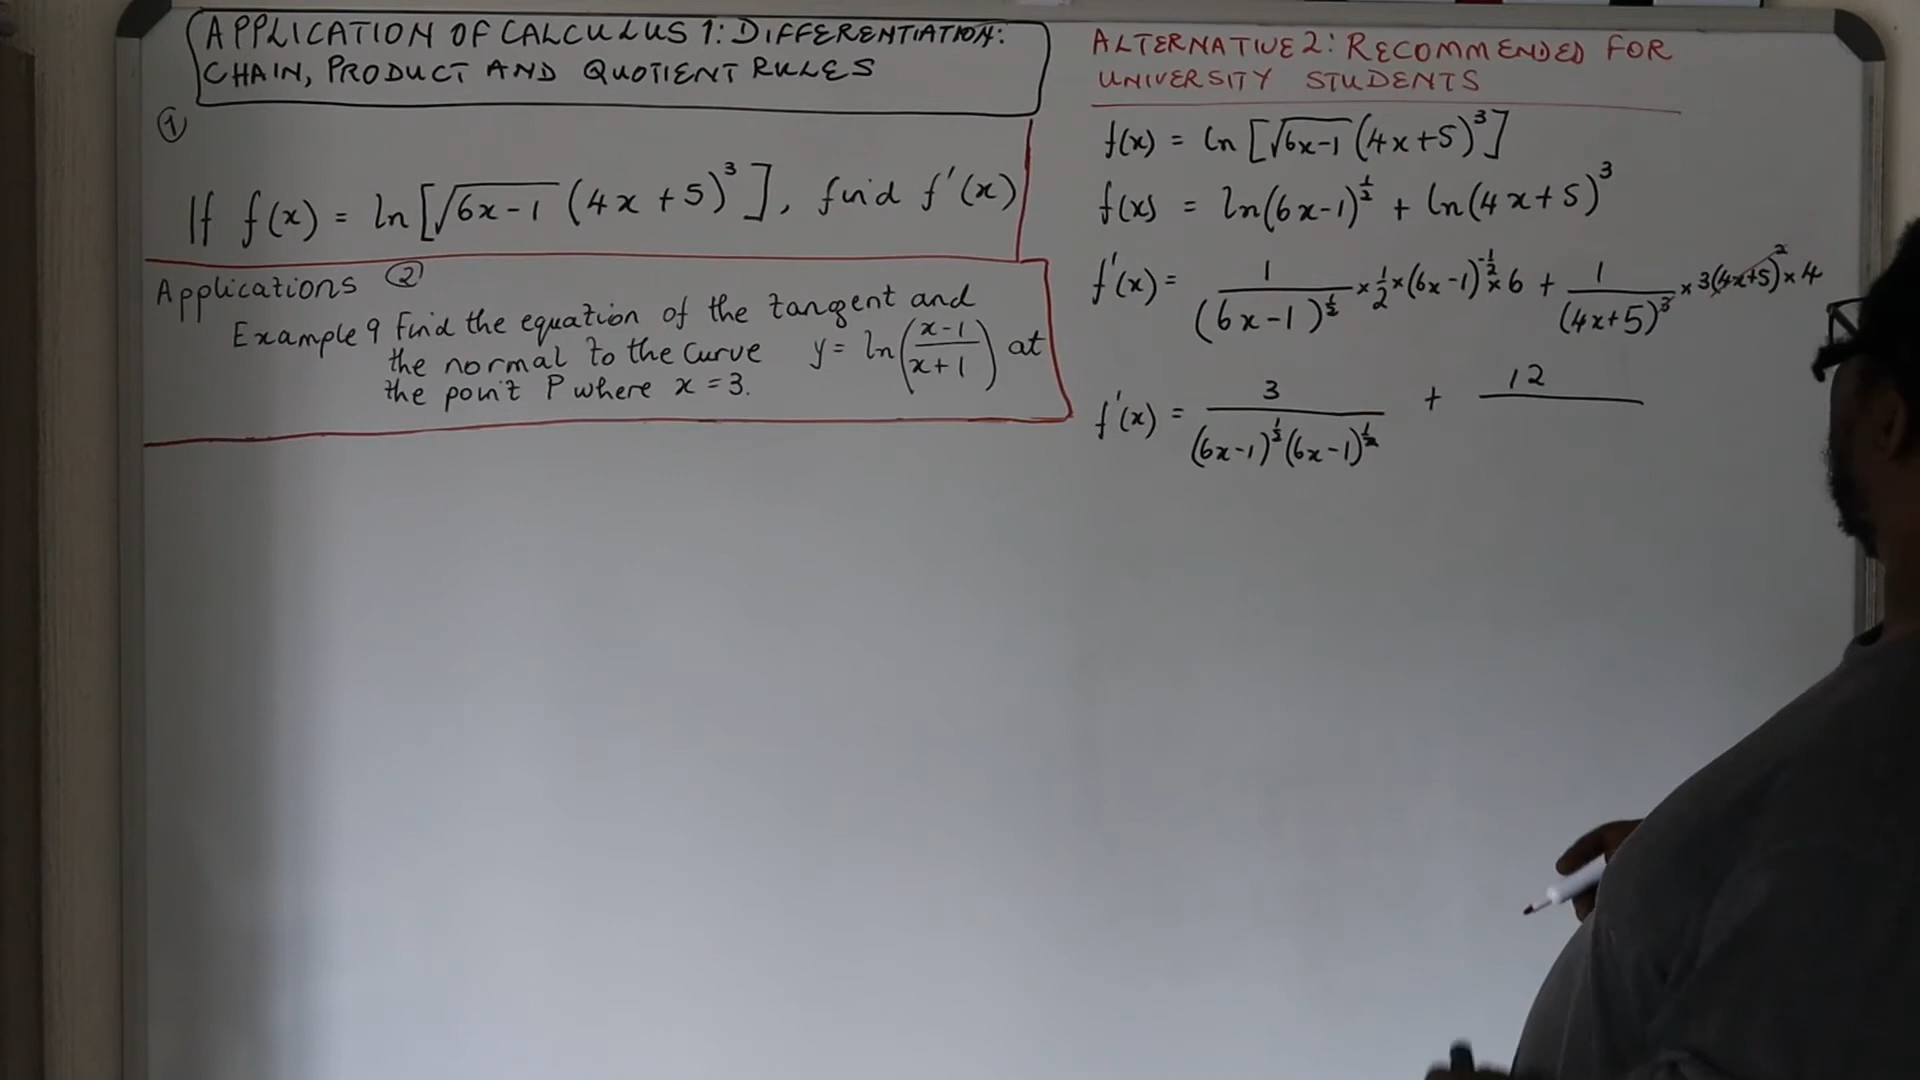 APPLICATION OF CALCULUS 1: DIFFERENTIATION:
CHAIN, PRODUCT AND QUOTIENT RULES
①
If f(x) = ln[√(6x-1) (4x+5)³], find f'(x)
Applications ②
Example 9 Find the equation of the tangent and
the normal to the curve y = ln((x-1)/(x+1)) at
the point P where x = 3.
ALTERNATIVE 2: RECOMMENDED FOR
UNIVERSITY STUDENTS
f(x) = ln[√(6x-1) (4x+5)³]
f(x) = ln(6x-1)^(1/2) + ln(4x+5)³
f'(x) = 1/(6x-1)^(1/2) × 1/2 × (6x-1)^(-1/2) × 6 + 1/(4x+5)³ × 3(4x+5)² × 4
f'(x) = 3/((6x-1)^(1/2) (6x-1)^(1/2)) + 12/